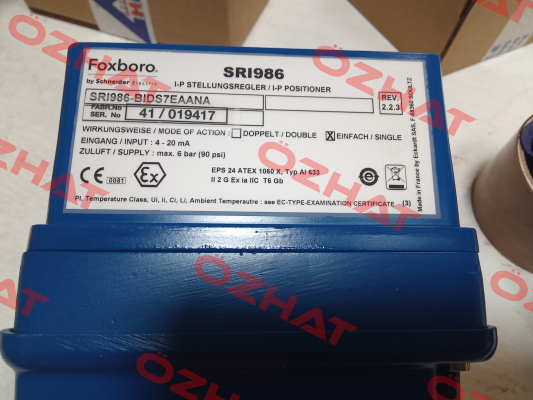 Foxboro.
by Schneider Electric
SRI986
I-P STELLUNGSREGLER / I-P POSITIONER
SRI986-BIDS7EAANA
REV. 2.2.3
FABR.No
SER. No 41 / 019417
WIRKUNGSWEISE / MODE OF ACTION : DOPPELT / DOUBLE X EINFACH / SINGLE
EINGANG / INPUT : 4 - 20 mA
ZULUFT / SUPPLY : max. 6 bar (90 psi)
CE 0081 Ex
EPS 24 ATEX 1060 X, Typ AI 633
II 2 G Ex ia IIC T6 Gb
PI, Temperature Class, Ui, Ii, Ci, Li, Ambient Temperautre : see EC-TYPE-EXAMINATION CERTIFICATE (3)
Made in France by Eckardt SAS, F-68360 SOULTZ
ÖZHAT
ÖZHAT
ÖZHAT
ÖZHAT
ÖZHAT
ÖZHAT
ÖZHAT
ÖZHAT